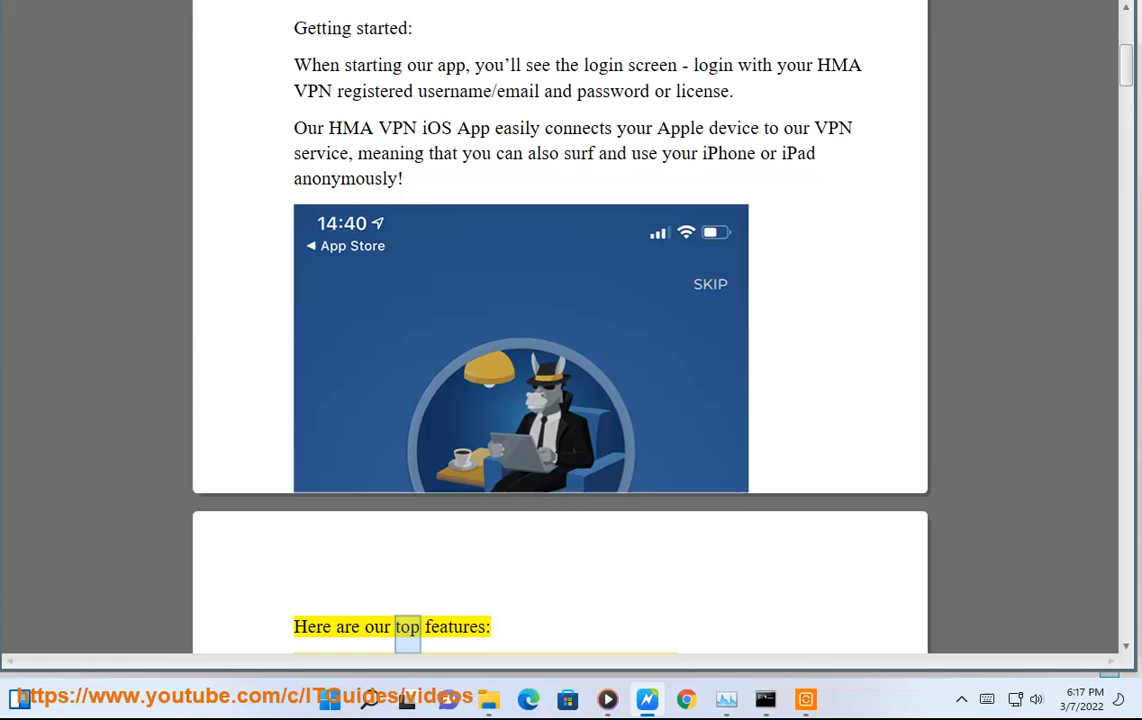 Getting started:
When starting our app, you’ll see the login screen - login with your HMA
VPN registered username/email and password or license.
Our HMA VPN iOS App easily connects your Apple device to our VPN
service, meaning that you can also surf and use your iPhone or iPad
anonymously!
14:40
App Store
SKIP
Here are our top features:
https://www.youtube.com/c/ITGuides/videos
6:17 PM
3/7/2022